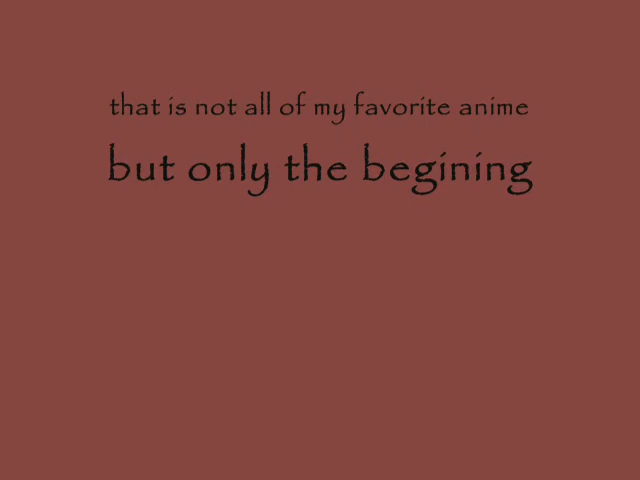 that is not all of my favorite anime
but only the begining